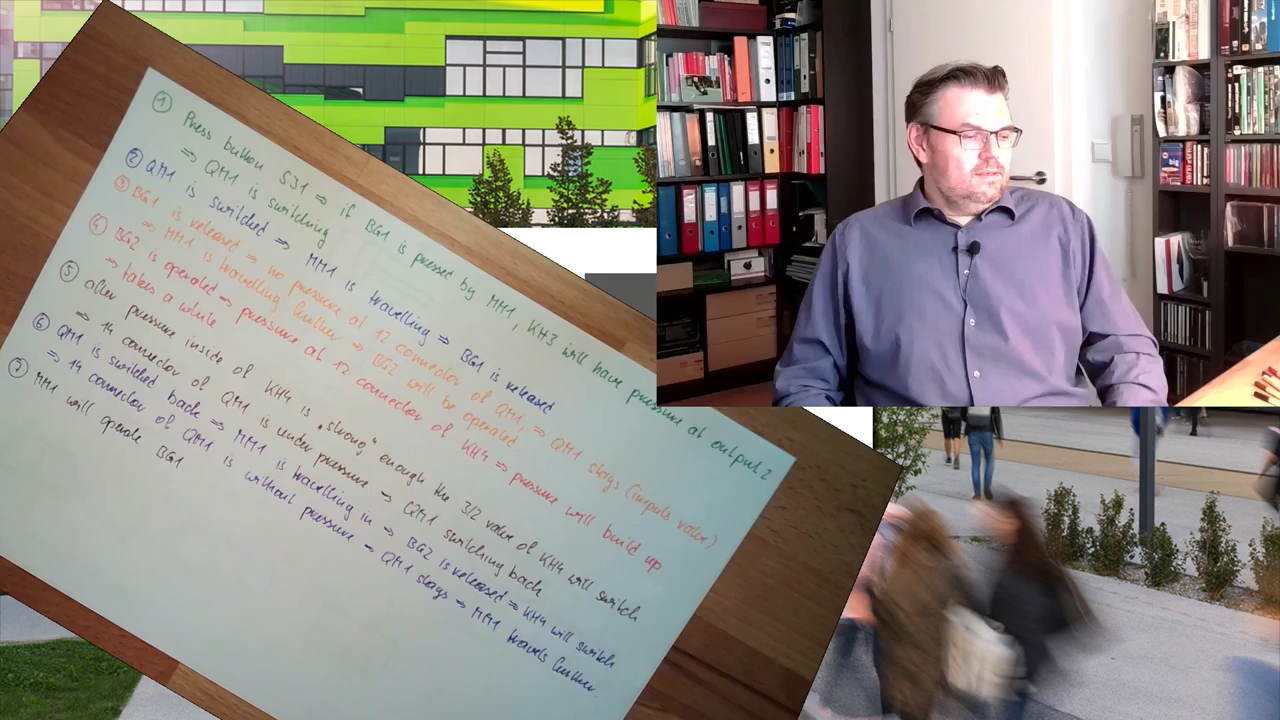 ① Press button SJ1 ⇒ if BG1 is pressed by MM1, KH3 will have pressure at output 2
⇒ QM1 is switching
② QM1 is switched ⇒ MM1 is travelling ⇒ BG1 is released
③ BG1 is released ⇒ no pressure at 12 connector of QM1, ⇒ QM1 stays (impuls valve)
⇒ MM1 is travelling further ⇒ BG2 will be operated
④ BG2 is operated ⇒ pressure at 12 connector of KH4 ⇒ pressure will build up
⇒ takes a while
⑤ after pressure inside of KH4 is "strong" enough the 3/2 valve of KH4 will switch
⇒ 14 connector of QM1 is under pressure ⇒ QM1 switching back
⑥ QM1 is switched back ⇒ MM1 is travelling in ⇒ BG2 is released ⇒ KH4 will switch
⇒ 14 connector of QM1 is without pressure ⇒ QM1 stays ⇒ MM1 travels further
⑦ MM1 will operate BG1